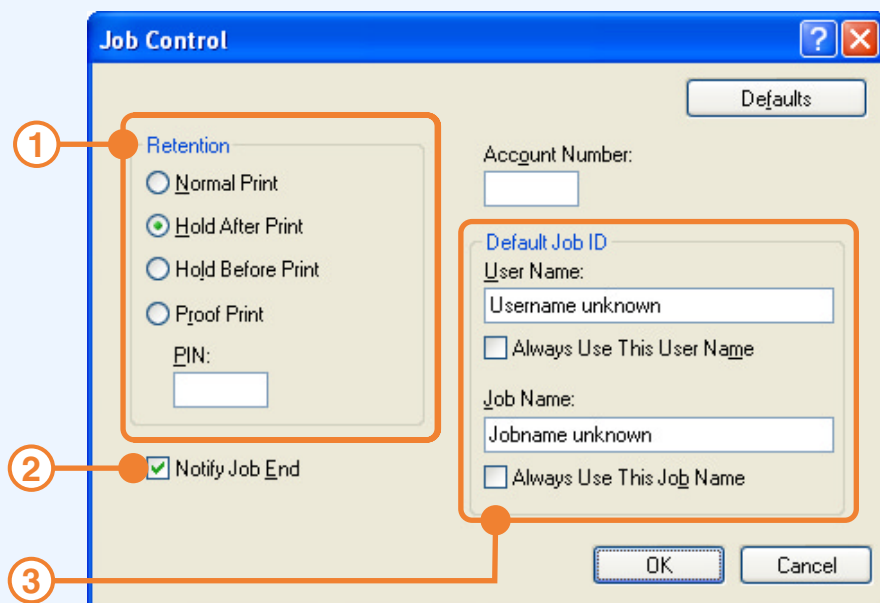 Job Control
Defaults
1
Retention
Normal Print
Hold After Print
Hold Before Print
Proof Print
PIN:
2
Notify Job End
Account Number:
Default Job ID
User Name:
Username unknown
Always Use This User Name
Job Name:
Jobname unknown
Always Use This Job Name
3
OK
Cancel